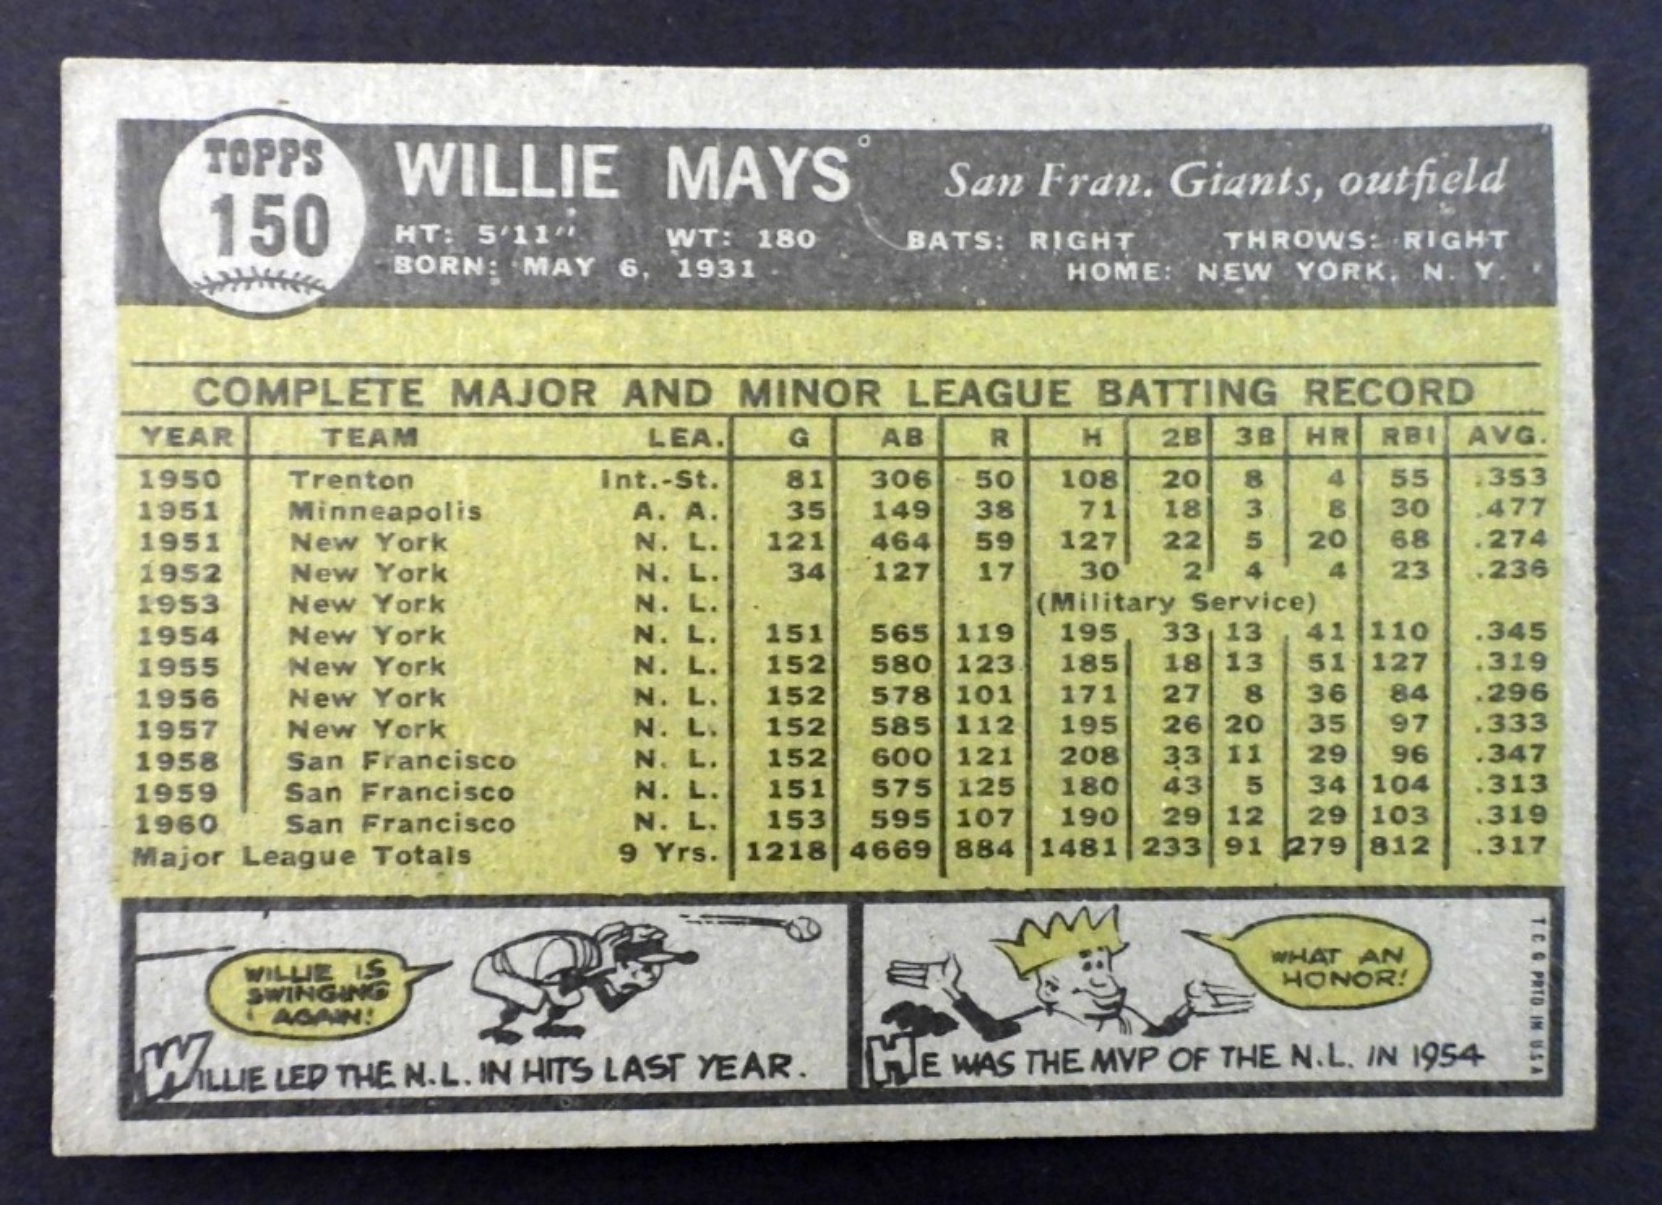 TOPPS
150
WILLIE MAYS San Fran. Giants, outfield
HT: 5'11" WT: 180 BATS: RIGHT THROWS: RIGHT
BORN: MAY 6, 1931 HOME: NEW YORK, N. Y.
COMPLETE MAJOR AND MINOR LEAGUE BATTING RECORD
YEAR TEAM LEA. G AB R H 2B 3B HR RBI AVG.
1950 Trenton Int.-St. 81 306 50 108 20 8 4 55 .353
1951 Minneapolis A. A. 35 149 38 71 18 3 8 30 .477
1951 New York N. L. 121 464 59 127 22 5 20 68 .274
1952 New York N. L. 34 127 17 30 2 4 4 23 .236
1953 New York N. L. (Military Service)
1954 New York N. L. 151 565 119 195 33 13 41 110 .345
1955 New York N. L. 152 580 123 185 18 13 51 127 .319
1956 New York N. L. 152 578 101 171 27 8 36 84 .296
1957 New York N. L. 152 585 112 195 26 20 35 97 .333
1958 San Francisco N. L. 152 600 121 208 33 11 29 96 .347
1959 San Francisco N. L. 151 575 125 180 43 5 34 104 .313
1960 San Francisco N. L. 153 595 107 190 29 12 29 103 .319
Major League Totals 9 Yrs. 1218 4669 884 1481 233 91 279 812 .317
WILLIE IS
SWINGING
AGAIN!
WILLIE LED THE N.L. IN HITS LAST YEAR.
WHAT AN
HONOR!
HE WAS THE MVP OF THE N.L. IN 1954
T.C.G. PRTD IN U.S.A